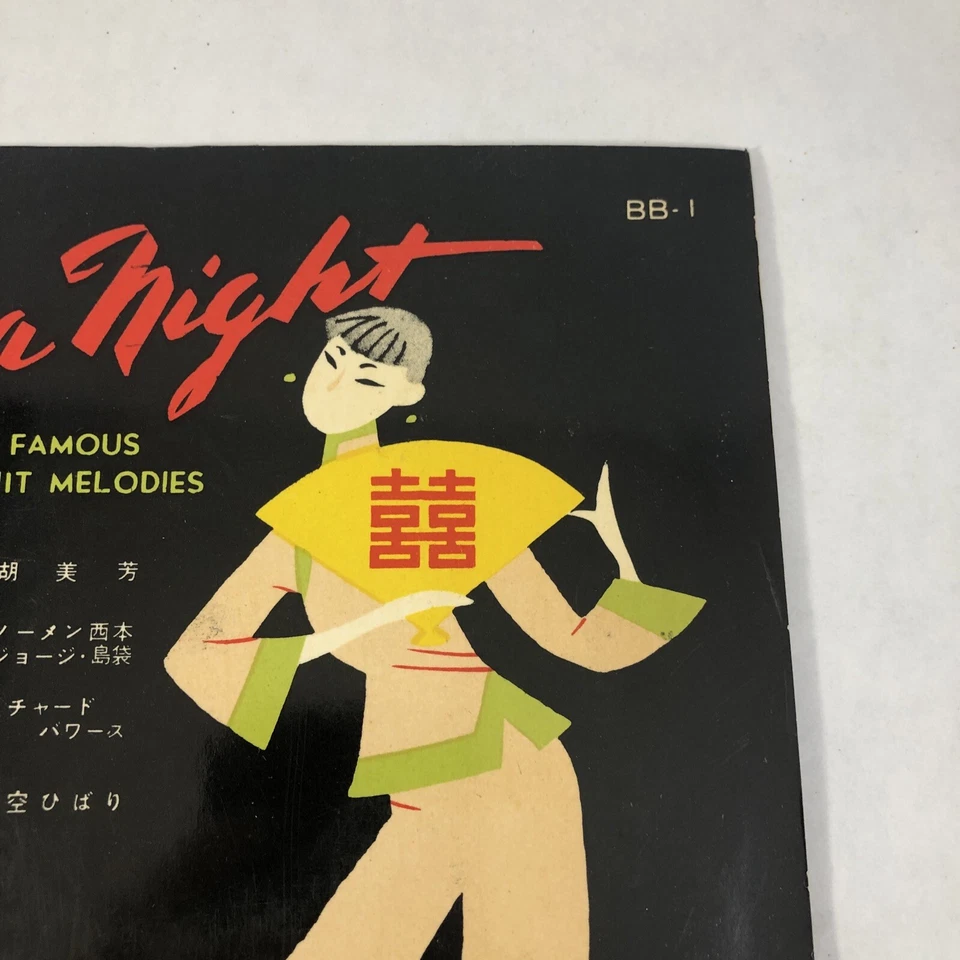 BB-1
a Night
FAMOUS
HIT MELODIES
囍
胡美芳
ノーメン西本
ジョージ・島袋
チャード
パワース
空ひばり